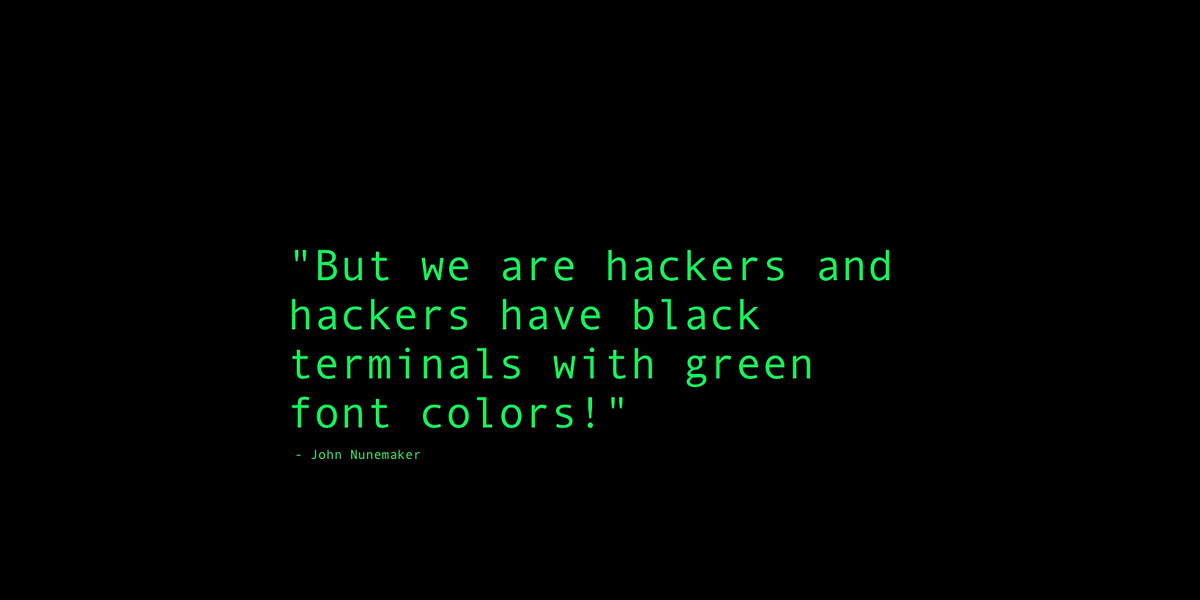 "But we are hackers and
hackers have black
terminals with green
font colors!"
- John Nunemaker